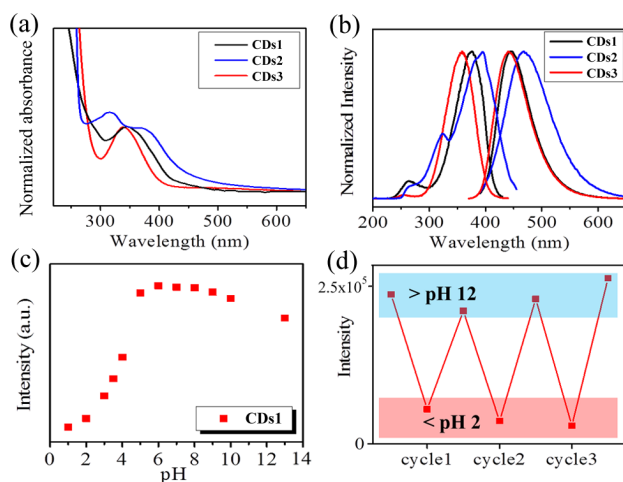 (a)
CDs1
CDs2
CDs3
Normalized absorbance
300 400 500 600
Wavelength (nm)
(b)
CDs1
CDs2
CDs3
Normalized Intensity
200 300 400 500 600
Wavelength (nm)
(c)
Intensity (a.u.)
CDs1
0 2 4 6 8 10 12 14
pH
(d)
2.5x10⁵
> pH 12
Intensity
< pH 2
0
cycle1 cycle2 cycle3